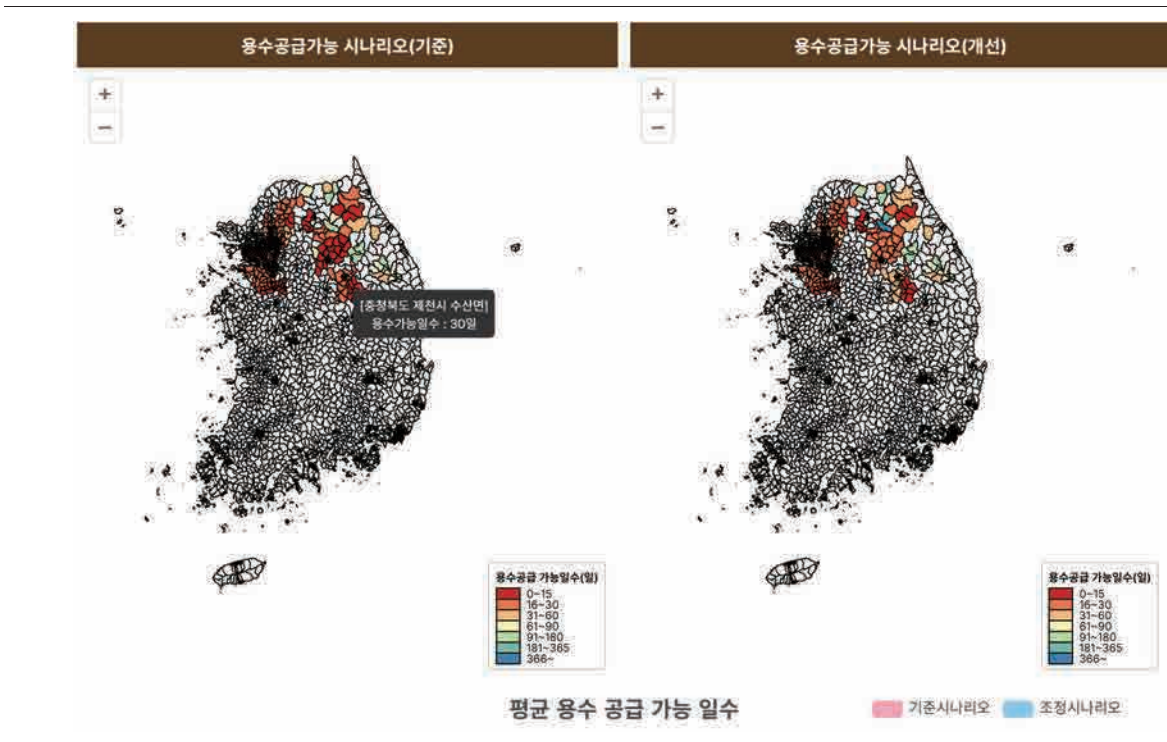 용수공급가능 시나리오(기준)
용수공급가능 시나리오(개선)
+
−
+
−
[충청북도 제천시 수산면]
용수가능일수 : 30일
용수공급 가능일수(일)
0~15
16~30
31~60
61~90
91~180
181~365
366~
용수공급 가능일수(일)
0~15
16~30
31~60
61~90
91~180
181~365
366~
평균 용수 공급 가능 일수
기준시나리오
조정시나리오